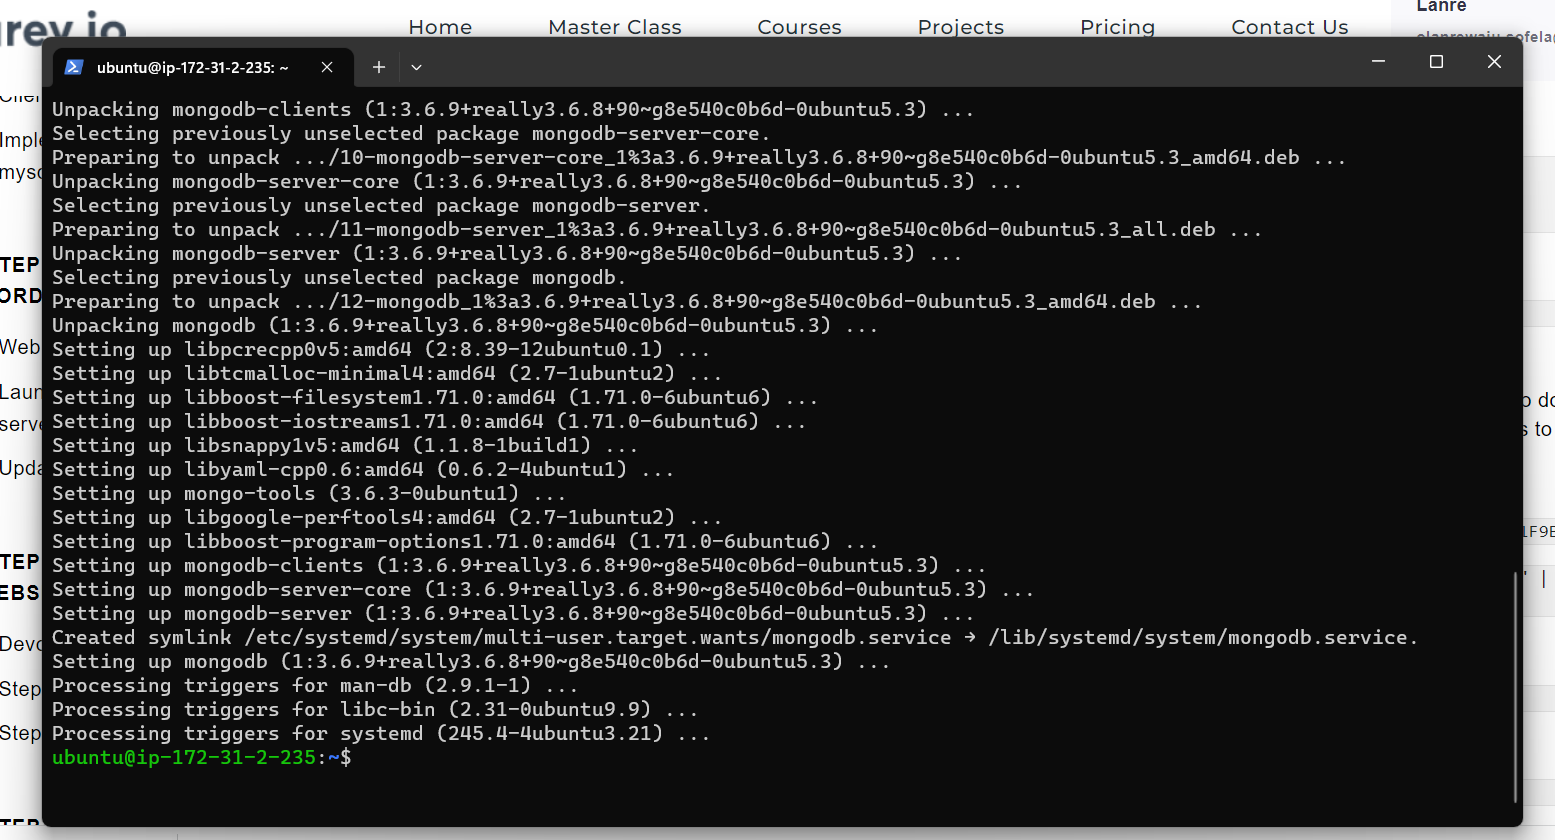 Home Master Class Courses Projects Pricing Contact Us
Lanre
ubuntu@ip-172-31-2-235: ~
Unpacking mongodb-clients (1:3.6.9+really3.6.8+90~g8e540c0b6d-0ubuntu5.3) ...
Selecting previously unselected package mongodb-server-core.
Preparing to unpack .../10-mongodb-server-core_1%3a3.6.9+really3.6.8+90~g8e540c0b6d-0ubuntu5.3_amd64.deb ...
Unpacking mongodb-server-core (1:3.6.9+really3.6.8+90~g8e540c0b6d-0ubuntu5.3) ...
Selecting previously unselected package mongodb-server.
Preparing to unpack .../11-mongodb-server_1%3a3.6.9+really3.6.8+90~g8e540c0b6d-0ubuntu5.3_all.deb ...
Unpacking mongodb-server (1:3.6.9+really3.6.8+90~g8e540c0b6d-0ubuntu5.3) ...
Selecting previously unselected package mongodb.
Preparing to unpack .../12-mongodb_1%3a3.6.9+really3.6.8+90~g8e540c0b6d-0ubuntu5.3_amd64.deb ...
Unpacking mongodb (1:3.6.9+really3.6.8+90~g8e540c0b6d-0ubuntu5.3) ...
Setting up libpcrecpp0v5:amd64 (2:8.39-12ubuntu0.1) ...
Setting up libtcmalloc-minimal4:amd64 (2.7-1ubuntu2) ...
Setting up libboost-filesystem1.71.0:amd64 (1.71.0-6ubuntu6) ...
Setting up libboost-iostreams1.71.0:amd64 (1.71.0-6ubuntu6) ...
Setting up libsnappy1v5:amd64 (1.1.8-1build1) ...
Setting up libyaml-cpp0.6:amd64 (0.6.2-4ubuntu1) ...
Setting up mongo-tools (3.6.3-0ubuntu1) ...
Setting up libgoogle-perftools4:amd64 (2.7-1ubuntu2) ...
Setting up libboost-program-options1.71.0:amd64 (1.71.0-6ubuntu6) ...
Setting up mongodb-clients (1:3.6.9+really3.6.8+90~g8e540c0b6d-0ubuntu5.3) ...
Setting up mongodb-server-core (1:3.6.9+really3.6.8+90~g8e540c0b6d-0ubuntu5.3) ...
Setting up mongodb-server (1:3.6.9+really3.6.8+90~g8e540c0b6d-0ubuntu5.3) ...
Created symlink /etc/systemd/system/multi-user.target.wants/mongodb.service → /lib/systemd/system/mongodb.service.
Setting up mongodb (1:3.6.9+really3.6.8+90~g8e540c0b6d-0ubuntu5.3) ...
Processing triggers for man-db (2.9.1-1) ...
Processing triggers for libc-bin (2.31-0ubuntu9.9) ...
Processing triggers for systemd (245.4-4ubuntu3.21) ...
ubuntu@ip-172-31-2-235:~$